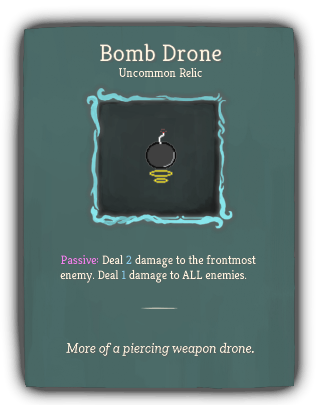 Bomb Drone
Uncommon Relic
Passive: Deal 2 damage to the frontmost
enemy. Deal 1 damage to ALL enemies.
More of a piercing weapon drone.